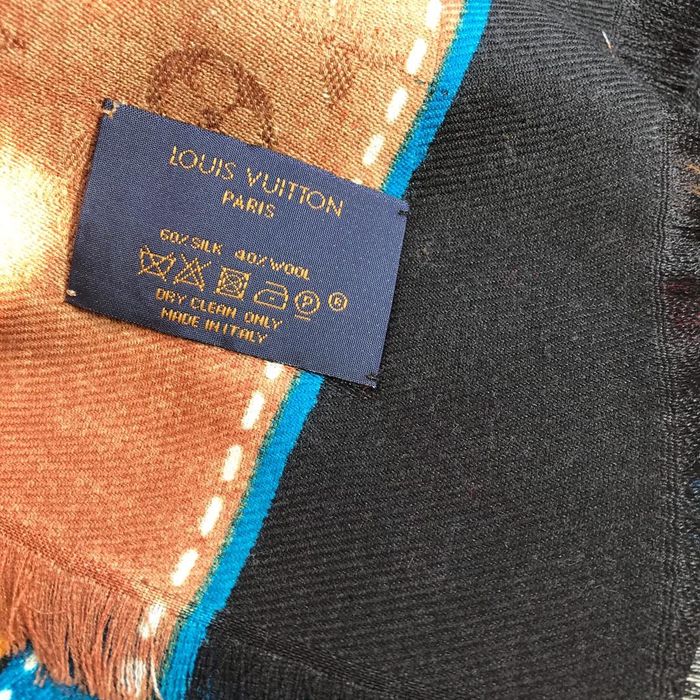 LOUIS VUITTON
PARIS
60% SILK 40% WOOL
P ®
DRY CLEAN ONLY
MADE IN ITALY